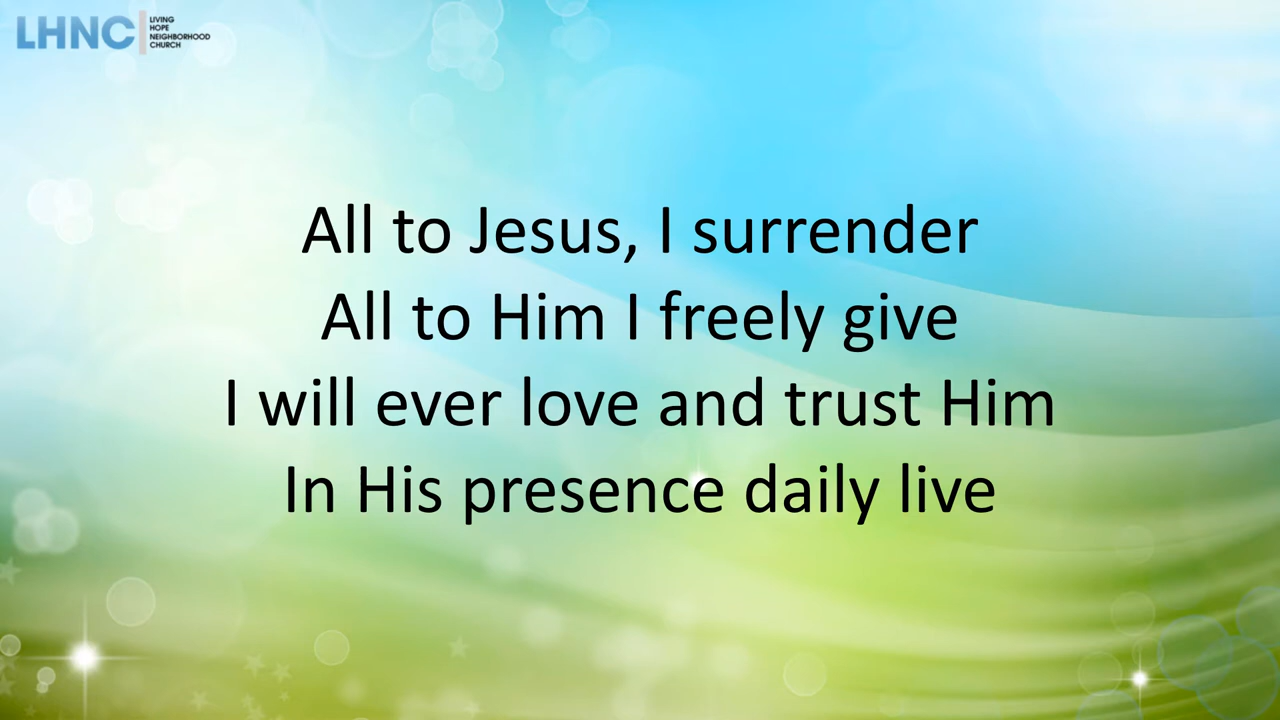 LHNC
LIVING
HOPE
NEIGHBORHOOD
CHURCH
All to Jesus, I surrender
All to Him I freely give
I will ever love and trust Him
In His presence daily live